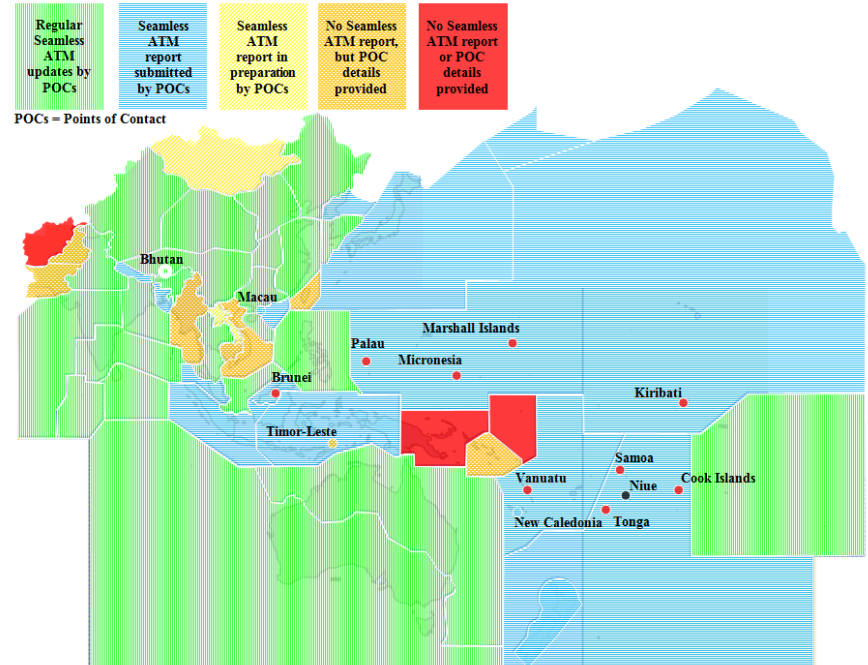 Regular
Seamless
ATM
updates by
POCs
Seamless
ATM
report
submitted
by POCs
Seamless
ATM
report in
preparation
by POCs
No Seamless
ATM report,
but POC
details
provided
No Seamless
ATM report
or POC
details
provided
POCs = Points of Contact
Bhutan
Macau
Marshall Islands
Palau
Micronesia
Brunei
Kiribati
Timor-Leste
Samoa
Vanuatu
Niue
Cook Islands
New Caledonia
Tonga